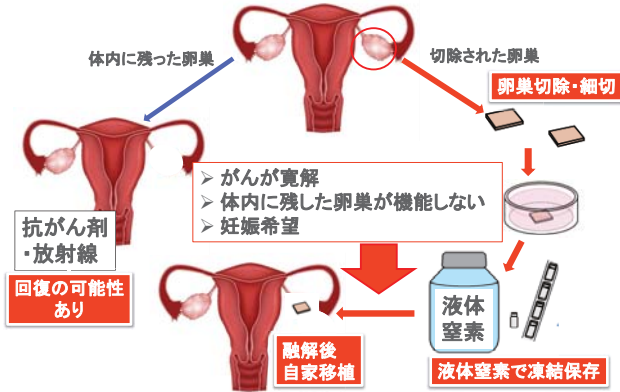 体内に残った卵巣
切除された卵巣
卵巣切除・細切
➢ がんが寛解
➢ 体内に残した卵巣が機能しない
➢ 妊娠希望
抗がん剤
・放射線
回復の可能性
あり
液体
窒素
液体窒素で凍結保存
融解後
自家移植